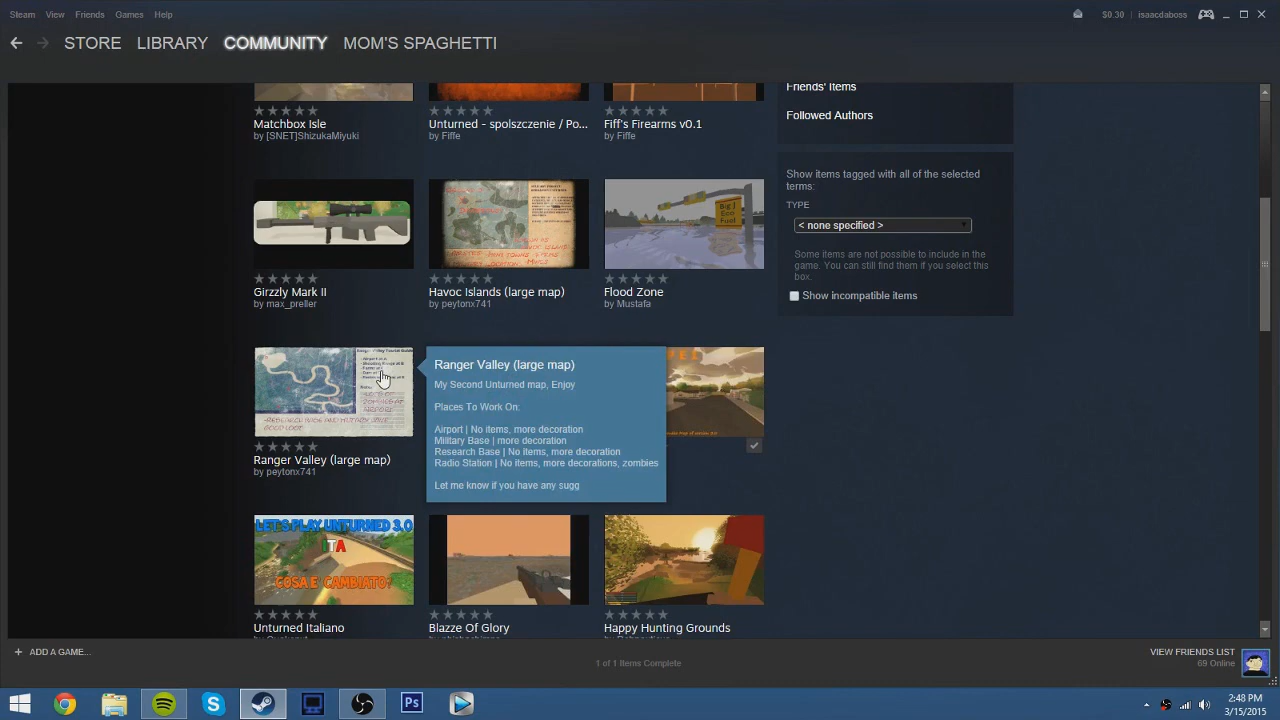 Steam View Friends Games Help
$0.30 isaacdaboss
STORE LIBRARY COMMUNITY MOM'S SPAGHETTI
Friends' Items
Followed Authors
Matchbox Isle
by [SNET]ShizukaMiyuki
Unturned - spolszczenie / Po...
by Fiffe
Fiff's Firearms v0.1
by Fiffe
Show items tagged with all of the selected
terms:
TYPE
< none specified >
Some items are not possible to include in the
game. You can still find them if you select this
box.
Show incompatible items
Big J
Eco
Fuel
Girzzly Mark II
by max_preller
Havoc Islands (large map)
by peytonx741
Flood Zone
by Mustafa
Ranger Valley (large map)
by peytonx741
Ranger Valley (large map)
My Second Unturned map, Enjoy
Places To Work On:
Airport | No items, more decoration
Military Base | more decoration
Research Base | No Items, more decoration
Radio Station | No items, more decorations, zombies
Let me know if you have any sugg
LET'S PLAY UNTURNED 3.0
ITA
COSA E' CAMBIATO?
Unturned Italiano
Blazze Of Glory
Happy Hunting Grounds
+ ADD A GAME...
1 of 1 Items Complete
VIEW FRIENDS LIST
69 Online
Ps
2:48 PM
3/15/2015